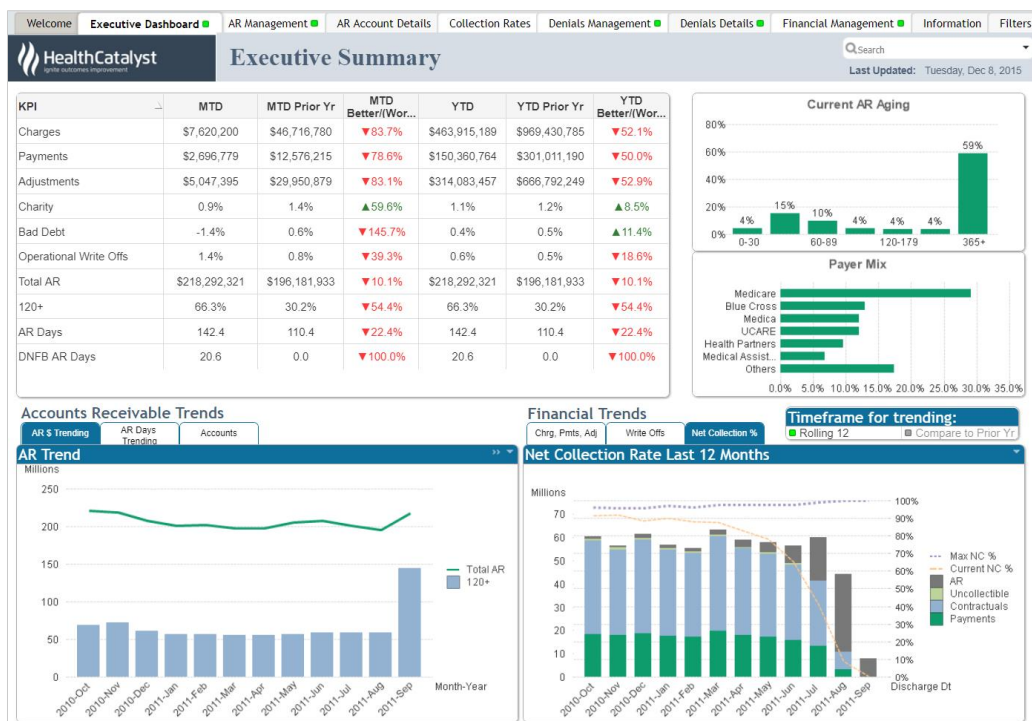 Welcome Executive Dashboard AR Management AR Account Details Collection Rates Denials Management Denials Details Financial Management Information Filters
HealthCatalyst
ignite outcomes improvement
Executive Summary
Search
Last Updated: Tuesday, Dec 8, 2015
KPI MTD MTD Prior Yr MTD Better/(Wor... YTD YTD Prior Yr YTD Better/(Wor...
Charges $7,620,200 $46,716,780 ▼83.7% $463,915,189 $969,430,785 ▼52.1%
Payments $2,696,779 $12,576,215 ▼78.6% $150,360,764 $301,011,190 ▼50.0%
Adjustments $5,047,395 $29,950,879 ▼83.1% $314,083,457 $666,792,249 ▼52.9%
Charity 0.9% 1.4% ▲59.6% 1.1% 1.2% ▲8.5%
Bad Debt -1.4% 0.6% ▼145.7% 0.4% 0.5% ▲11.4%
Operational Write Offs 1.4% 0.8% ▼39.3% 0.6% 0.5% ▼18.6%
Total AR $218,292,321 $196,181,933 ▼10.1% $218,292,321 $196,181,933 ▼10.1%
120+ 66.3% 30.2% ▼54.4% 66.3% 30.2% ▼54.4%
AR Days 142.4 110.4 ▼22.4% 142.4 110.4 ▼22.4%
DNFB AR Days 20.6 0.0 ▼100.0% 20.6 0.0 ▼100.0%
Current AR Aging
80%
60%
40%
20%
0%
4% 15% 10% 4% 4% 4% 59%
0-30 60-89 120-179 365+
Payer Mix
Medicare
Blue Cross
Medica
UCARE
Health Partners
Medical Assist...
Others
0.0% 5.0% 10.0% 15.0% 20.0% 25.0% 30.0% 35.0%
Accounts Receivable Trends
AR $ Trending AR Days Trending Accounts
AR Trend
Millions
250
200
150
100
50
0
Total AR
120+
2010-Oct 2010-Nov 2010-Dec 2011-Jan 2011-Feb 2011-Mar 2011-Apr 2011-May 2011-Jun 2011-Jul 2011-Aug 2011-Sep
Month-Year
Financial Trends
Chrg, Pmts, Adj Write Offs Net Collection %
Timeframe for trending:
Rolling 12 Compare to Prior Yr
Net Collection Rate Last 12 Months
Millions
70
60
50
40
30
20
10
0
100%
90%
80%
70%
60%
50%
40%
30%
20%
10%
0%
Max NC %
Current NC %
AR
Uncollectible
Contractuals
Payments
2010-Oct 2010-Nov 2010-Dec 2011-Jan 2011-Feb 2011-Mar 2011-Apr 2011-May 2011-Jun 2011-Jul 2011-Aug 2011-Sep
Discharge Dt